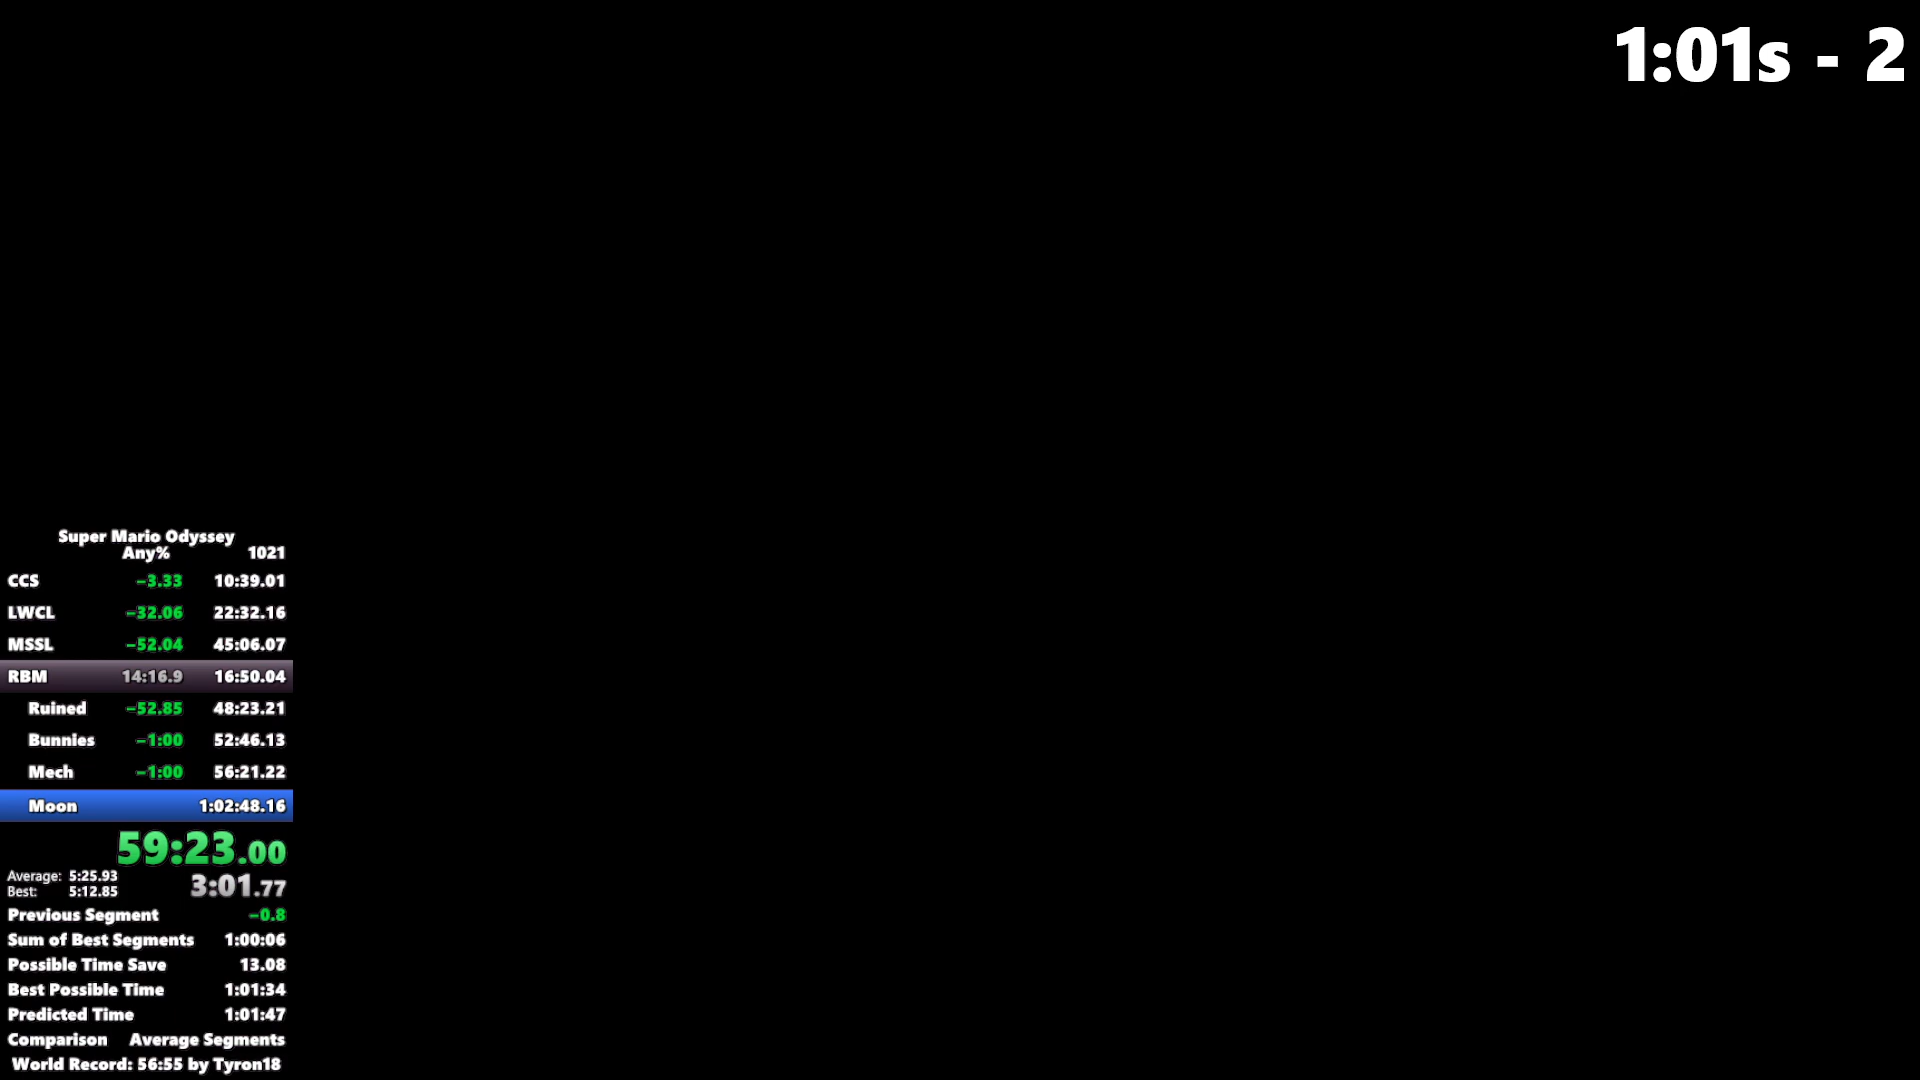 1:01s - 2
Super Mario Odyssey
Any% 1021
CCS -3.33 10:39.01
LWCL -32.06 22:32.16
MSSL -52.04 45:06.07
RBM 14:16.9 16:50.04
Ruined -52.85 48:23.21
Bunnies -1:00 52:46.13
Mech -1:00 56:21.22
Moon 1:02:48.16
59:23.00
Average: 5:25.93
Best: 5:12.85
3:01.77
Previous Segment -0.8
Sum of Best Segments 1:00:06
Possible Time Save 13.08
Best Possible Time 1:01:34
Predicted Time 1:01:47
Comparison Average Segments
World Record: 56:55 by Tyron18